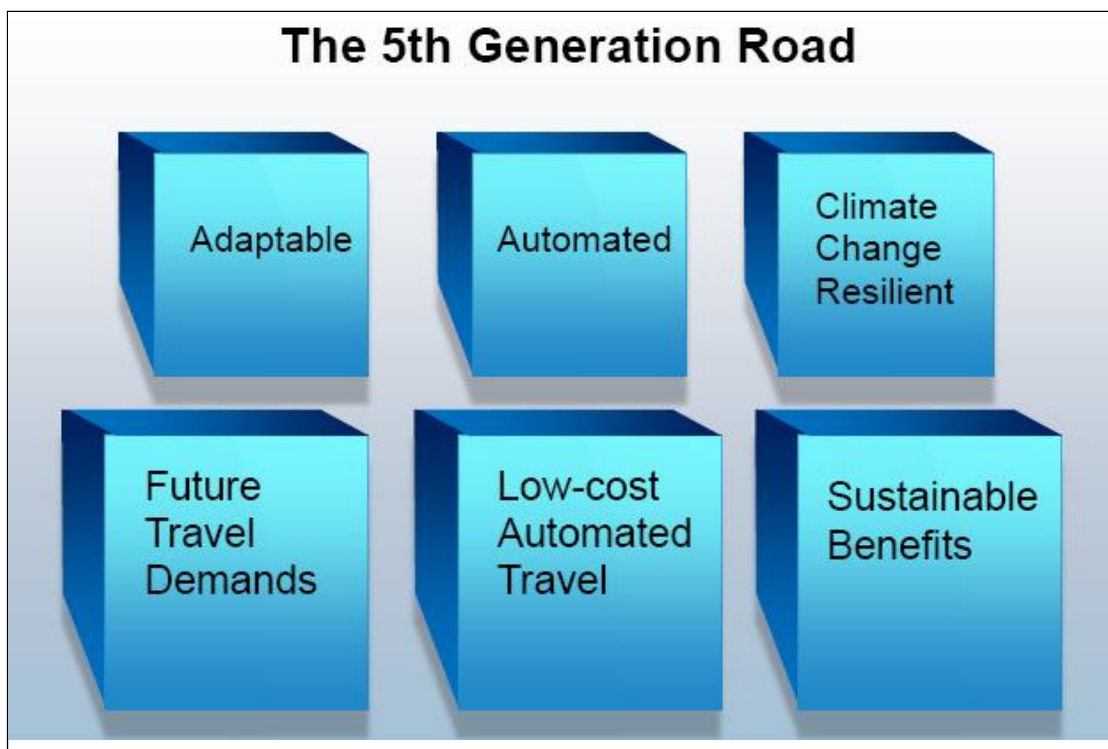 The 5th Generation Road
Adaptable
Automated
Climate
Change
Resilient
Future
Travel
Demands
Low-cost
Automated
Travel
Sustainable
Benefits